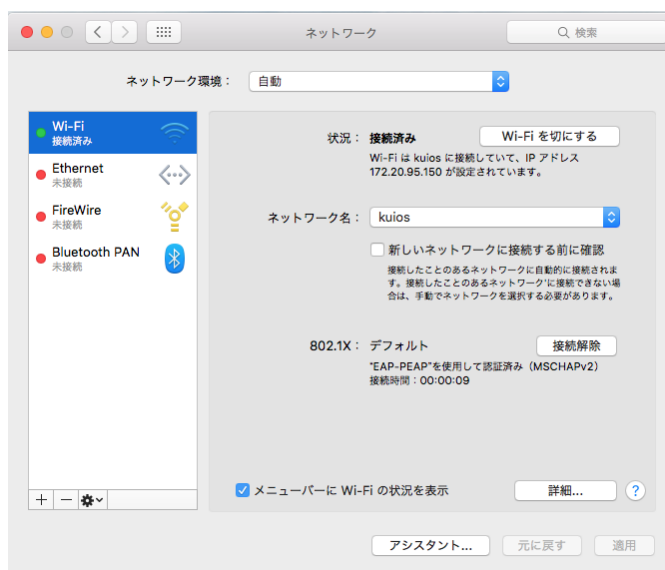 ネットワーク
検索
ネットワーク環境：
自動
Wi-Fi
接続済み
Ethernet
未接続
FireWire
未接続
Bluetooth PAN
未接続
状況：
接続済み
Wi-Fi を切にする
Wi-Fi は kuios に接続していて、IP アドレス
172.20.95.150 が設定されています。
ネットワーク名：
kuios
新しいネットワークに接続する前に確認
接続したことのあるネットワークに自動的に接続されま
す。接続したことのあるネットワーク'に接続できない場
合は、手動でネットワークを選択する必要があります。
802.1X：
デフォルト
接続解除
"EAP-PEAP"を使用して認証済み（MSCHAPv2）
接続時間：00:00:09
メニューバーに Wi-Fi の状況を表示
詳細...
?
アシスタント...
元に戻す
適用